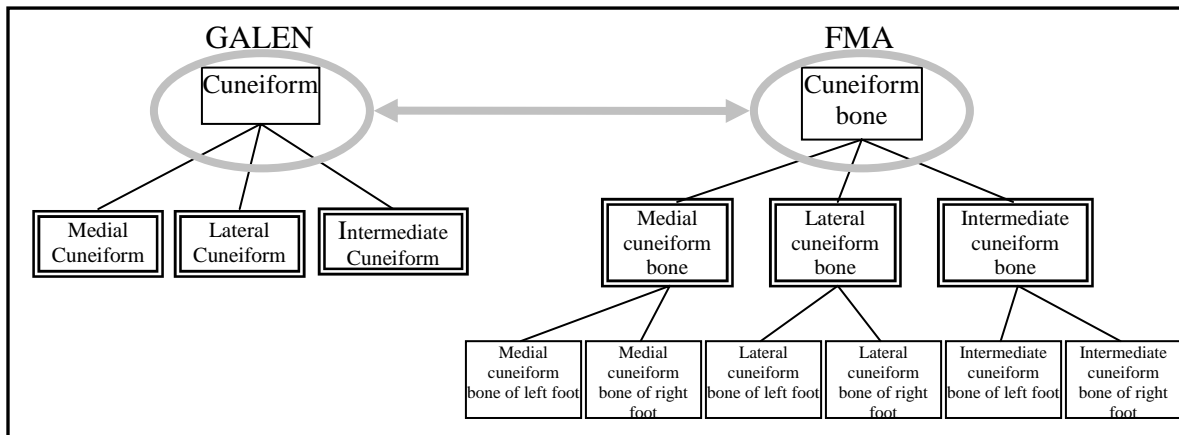 GALEN
FMA
Cuneiform
Cuneiform
bone
Medial
Cuneiform
Lateral
Cuneiform
Intermediate
Cuneiform
Medial
cuneiform
bone
Lateral
cuneiform
bone
Intermediate
cuneiform
bone
Medial
cuneiform
bone of left foot
Medial
cuneiform
bone of right
foot
Lateral
cuneiform
bone of left foot
Lateral
cuneiform
bone of right
foot
Intermediate
cuneiform
bone of left foot
Intermediate
cuneiform
bone of right
foot